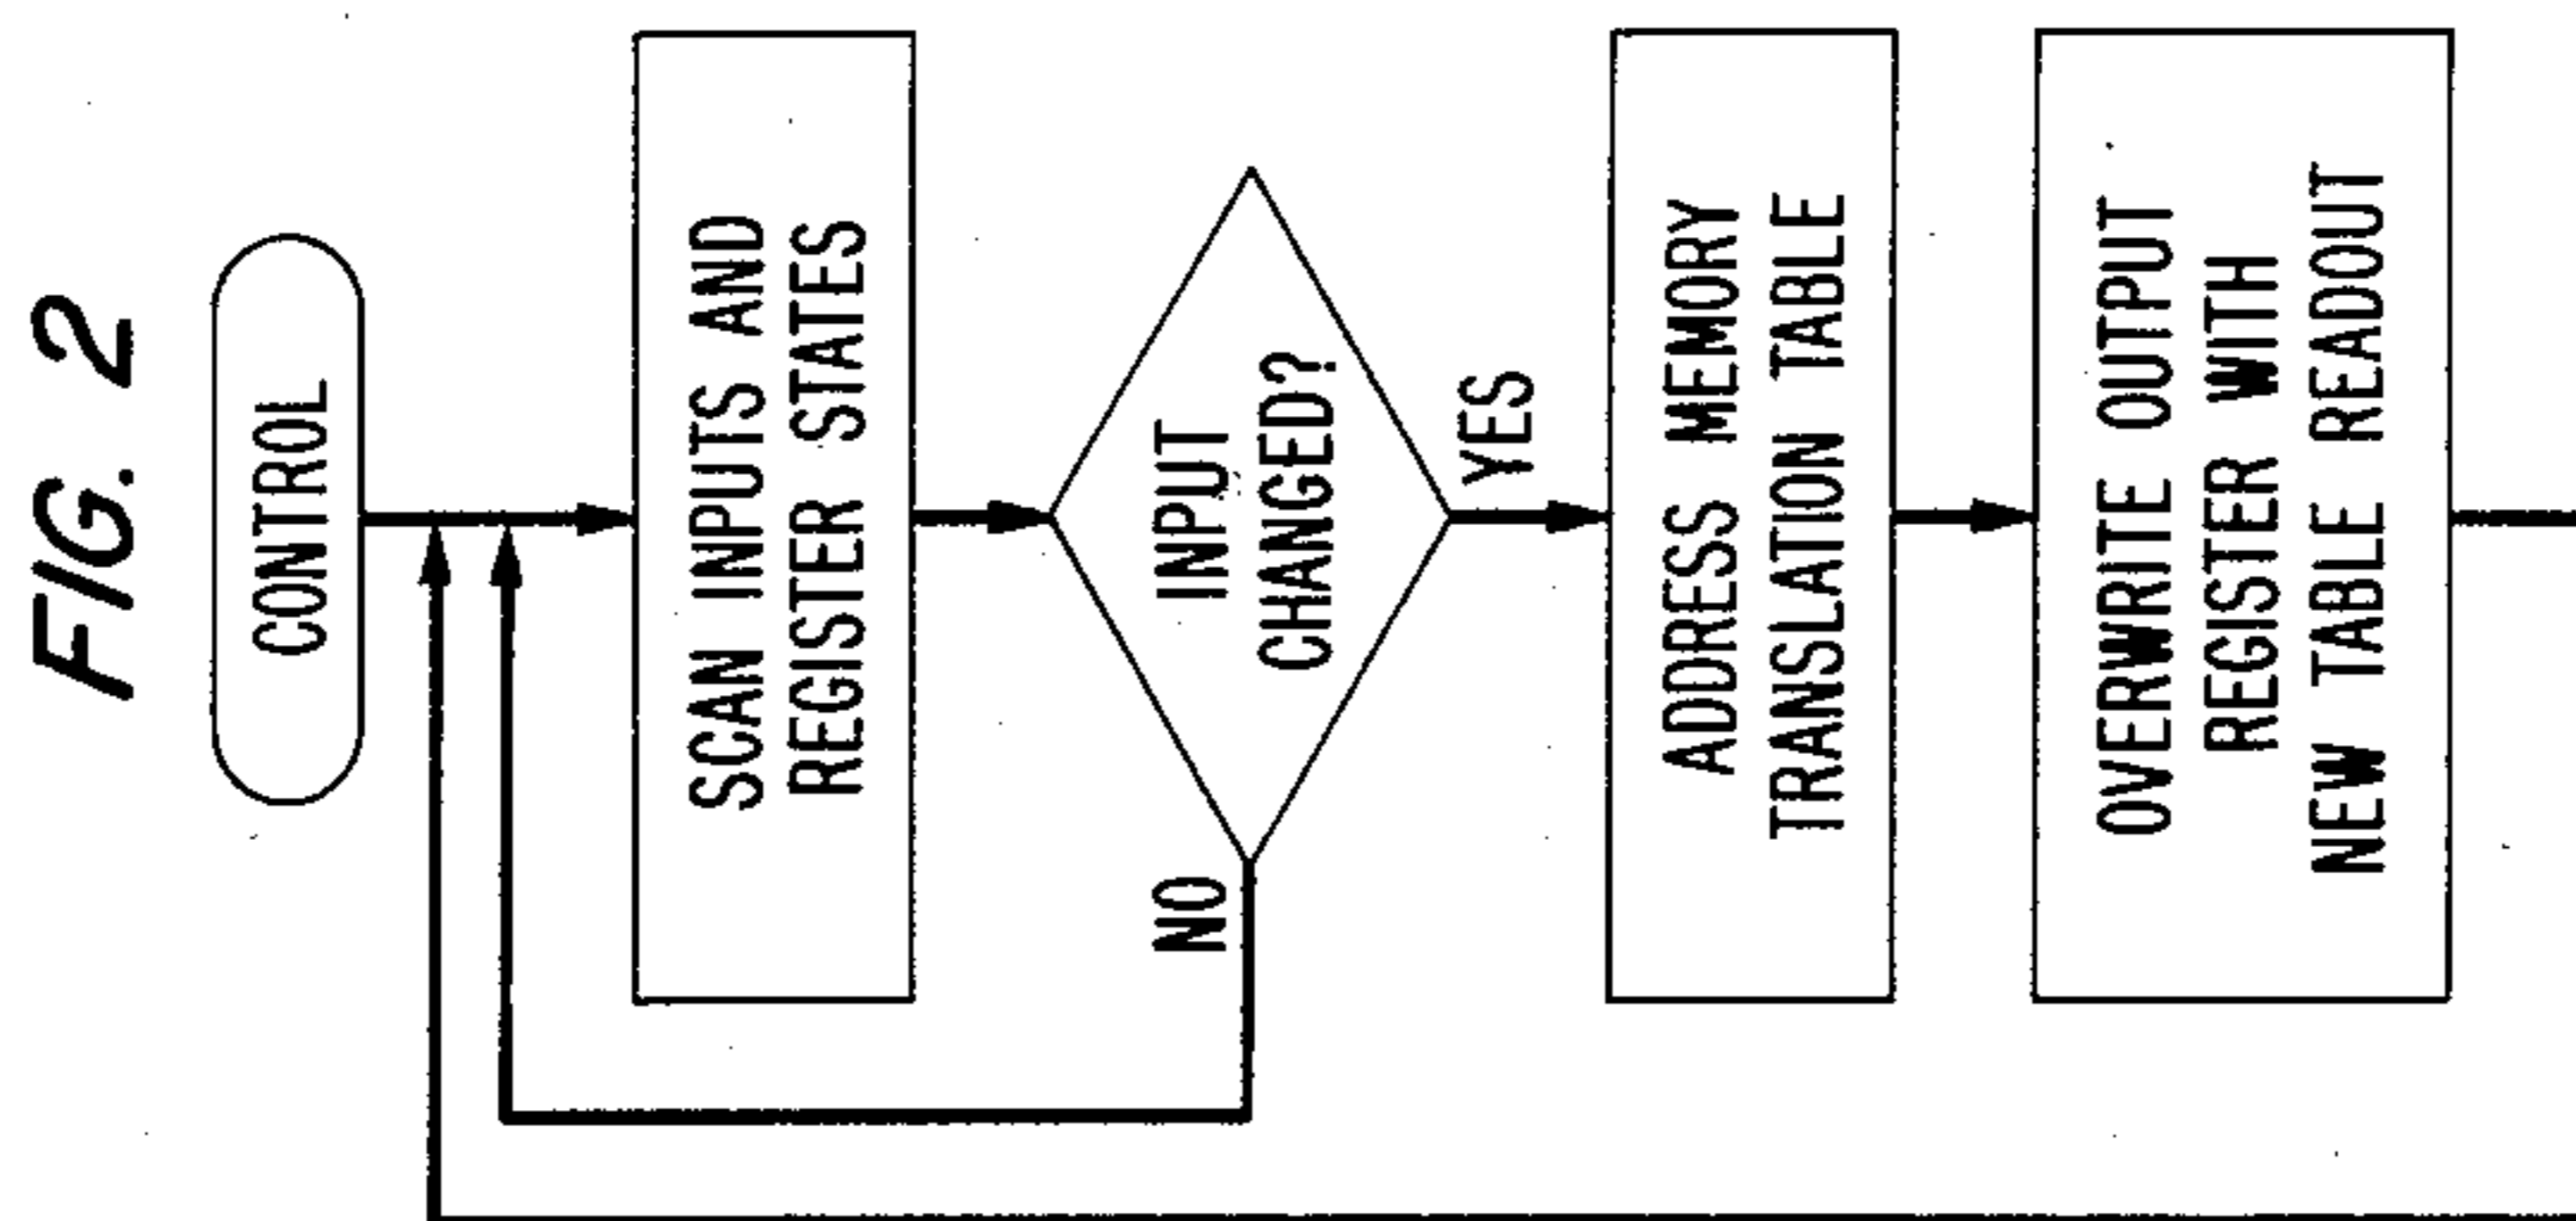 FIG. 2
CONTROL
SCAN INPUTS AND
REGISTER STATES
INPUT
CHANGED?
NO
YES
ADDRESS MEMORY
TRANSLATION TABLE
OVERWRITE OUTPUT
REGISTER WITH
NEW TABLE READOUT